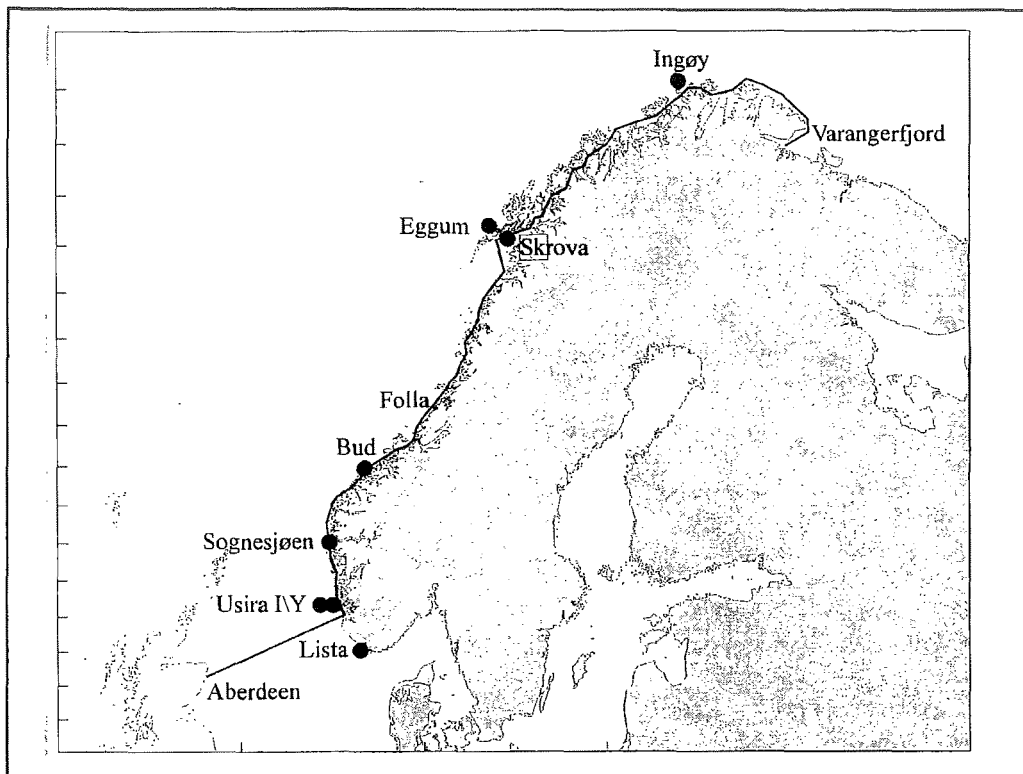 Ingøy
Varangerfjord
Eggum
Skrova
Folla
Bud
Sognesjøen
Usira I\Y
Lista
Aberdeen